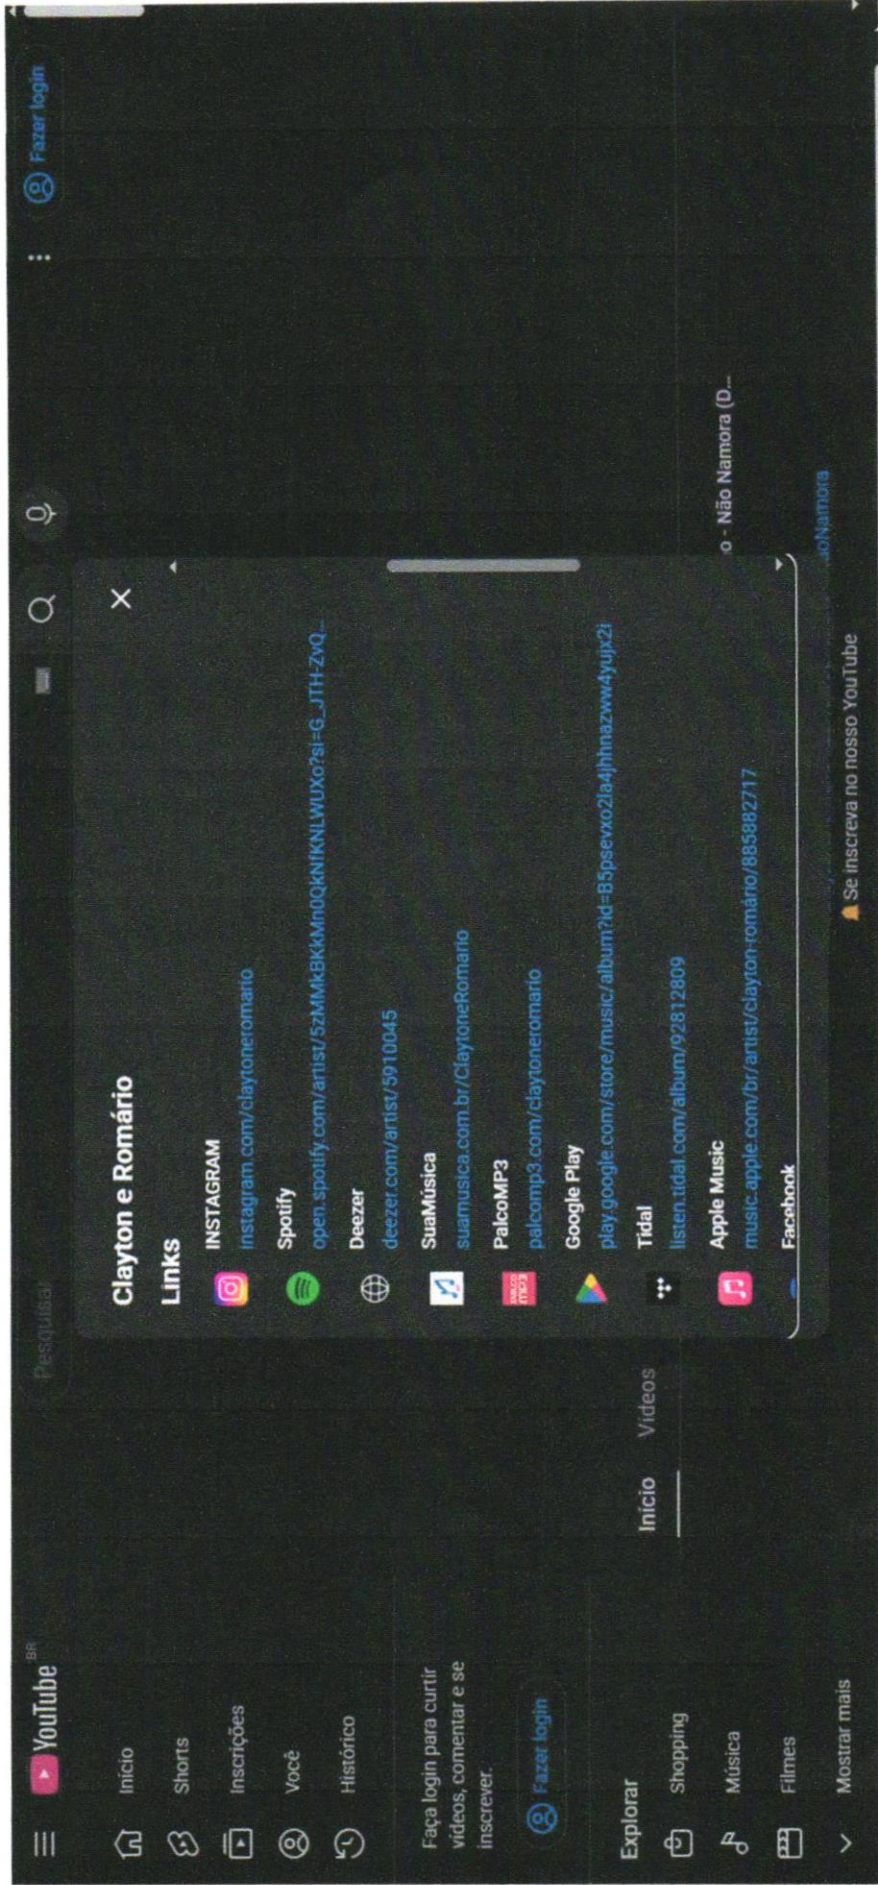 YouTube BR
Pesquisar
Fazer login
Início
Shorts
Inscrições
Você
Histórico
Faça login para curtir
vídeos, comentar e se
inscrever.
Fazer login
Explorar
Shopping
Música
Filmes
Mostrar mais
Início Vídeos
Clayton e Romário
Links
INSTAGRAM
instagram.com/claytoneromario
Spotify
open.spotify.com/artist/5zMMkBKkMn0QkNfKNLWUXo?si=G_JTH-ZvQ...
Deezer
deezer.com/artist/5910045
SuaMúsica
suamusica.com.br/ClaytoneRomario
PALCO MP3
PalcoMP3
palcomp3.com/claytoneromario
Google Play
play.google.com/store/music/album?id=B5psevxo2la4jhhnazww4yujx2i
Tidal
listen.tidal.com/album/92812809
Apple Music
music.apple.com/br/artist/clayton-romário/885882717
Facebook
o - Não Namora (D...
aoNamora
Se inscreva no nosso YouTube